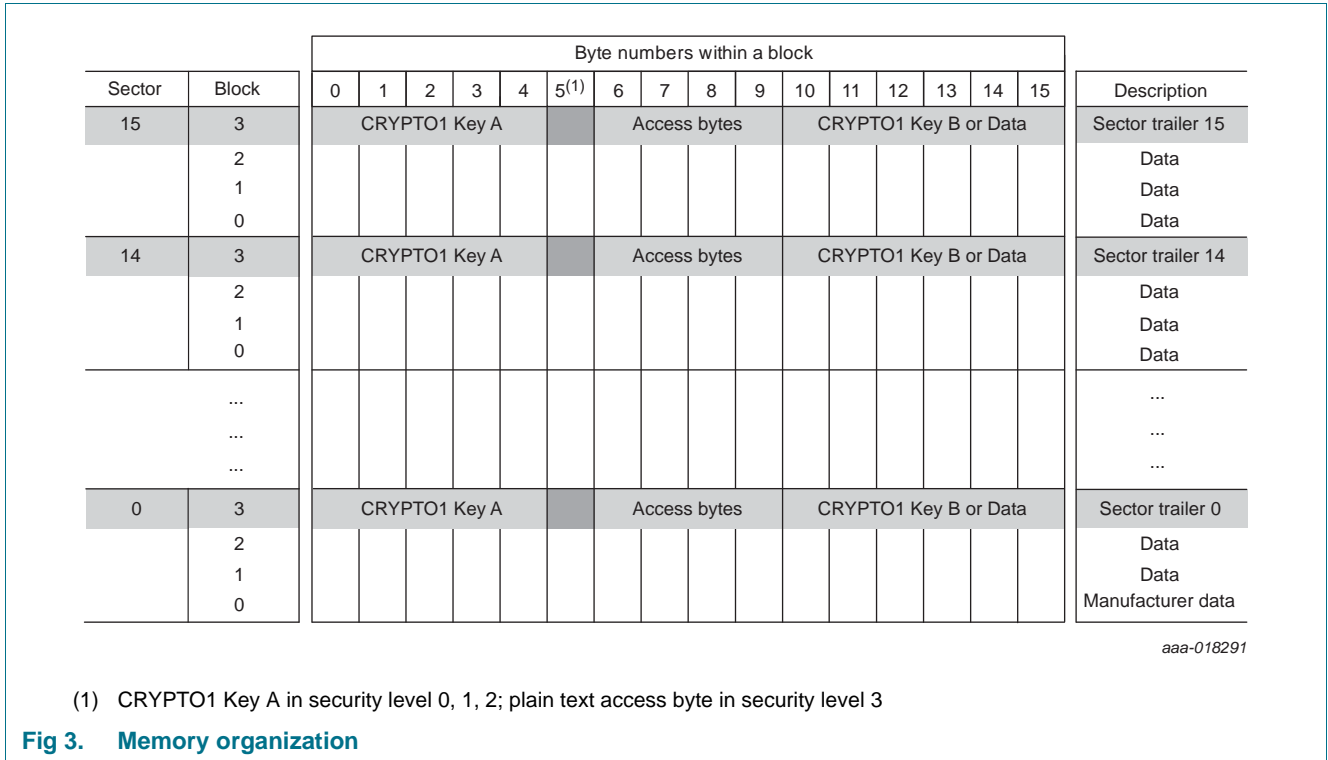 Byte numbers within a block
Sector Block 0 1 2 3 4 5(1) 6 7 8 9 10 11 12 13 14 15 Description
15 3 CRYPTO1 Key A Access bytes CRYPTO1 Key B or Data Sector trailer 15
2 Data
1 Data
0 Data
14 3 CRYPTO1 Key A Access bytes CRYPTO1 Key B or Data Sector trailer 14
2 Data
1 Data
0 Data
... ...
... ...
... ...
0 3 CRYPTO1 Key A Access bytes CRYPTO1 Key B or Data Sector trailer 0
2 Data
1 Data
0 Manufacturer data
aaa-018291
(1) CRYPTO1 Key A in security level 0, 1, 2; plain text access byte in security level 3
Fig 3. Memory organization